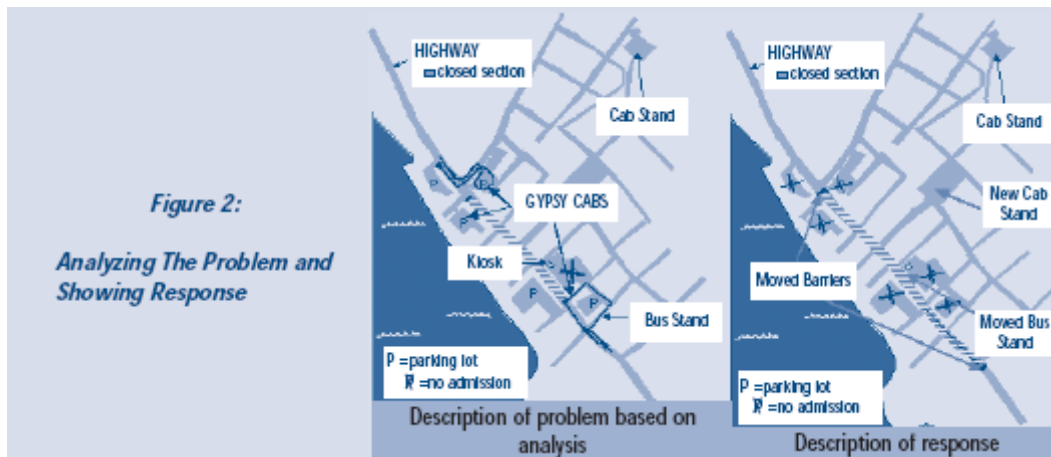 Figure 2:
Analyzing The Problem and
Showing Response
HIGHWAY
closed section
Cab Stand
P
P
P
GYPSY CABS
Kiosk
P
P
Bus Stand
P =parking lot
=no admission
Description of problem based on
analysis
HIGHWAY
closed section
Cab Stand
New Cab
Stand
Moved Barriers
Moved Bus
Stand
P =parking lot
=no admission
Description of response